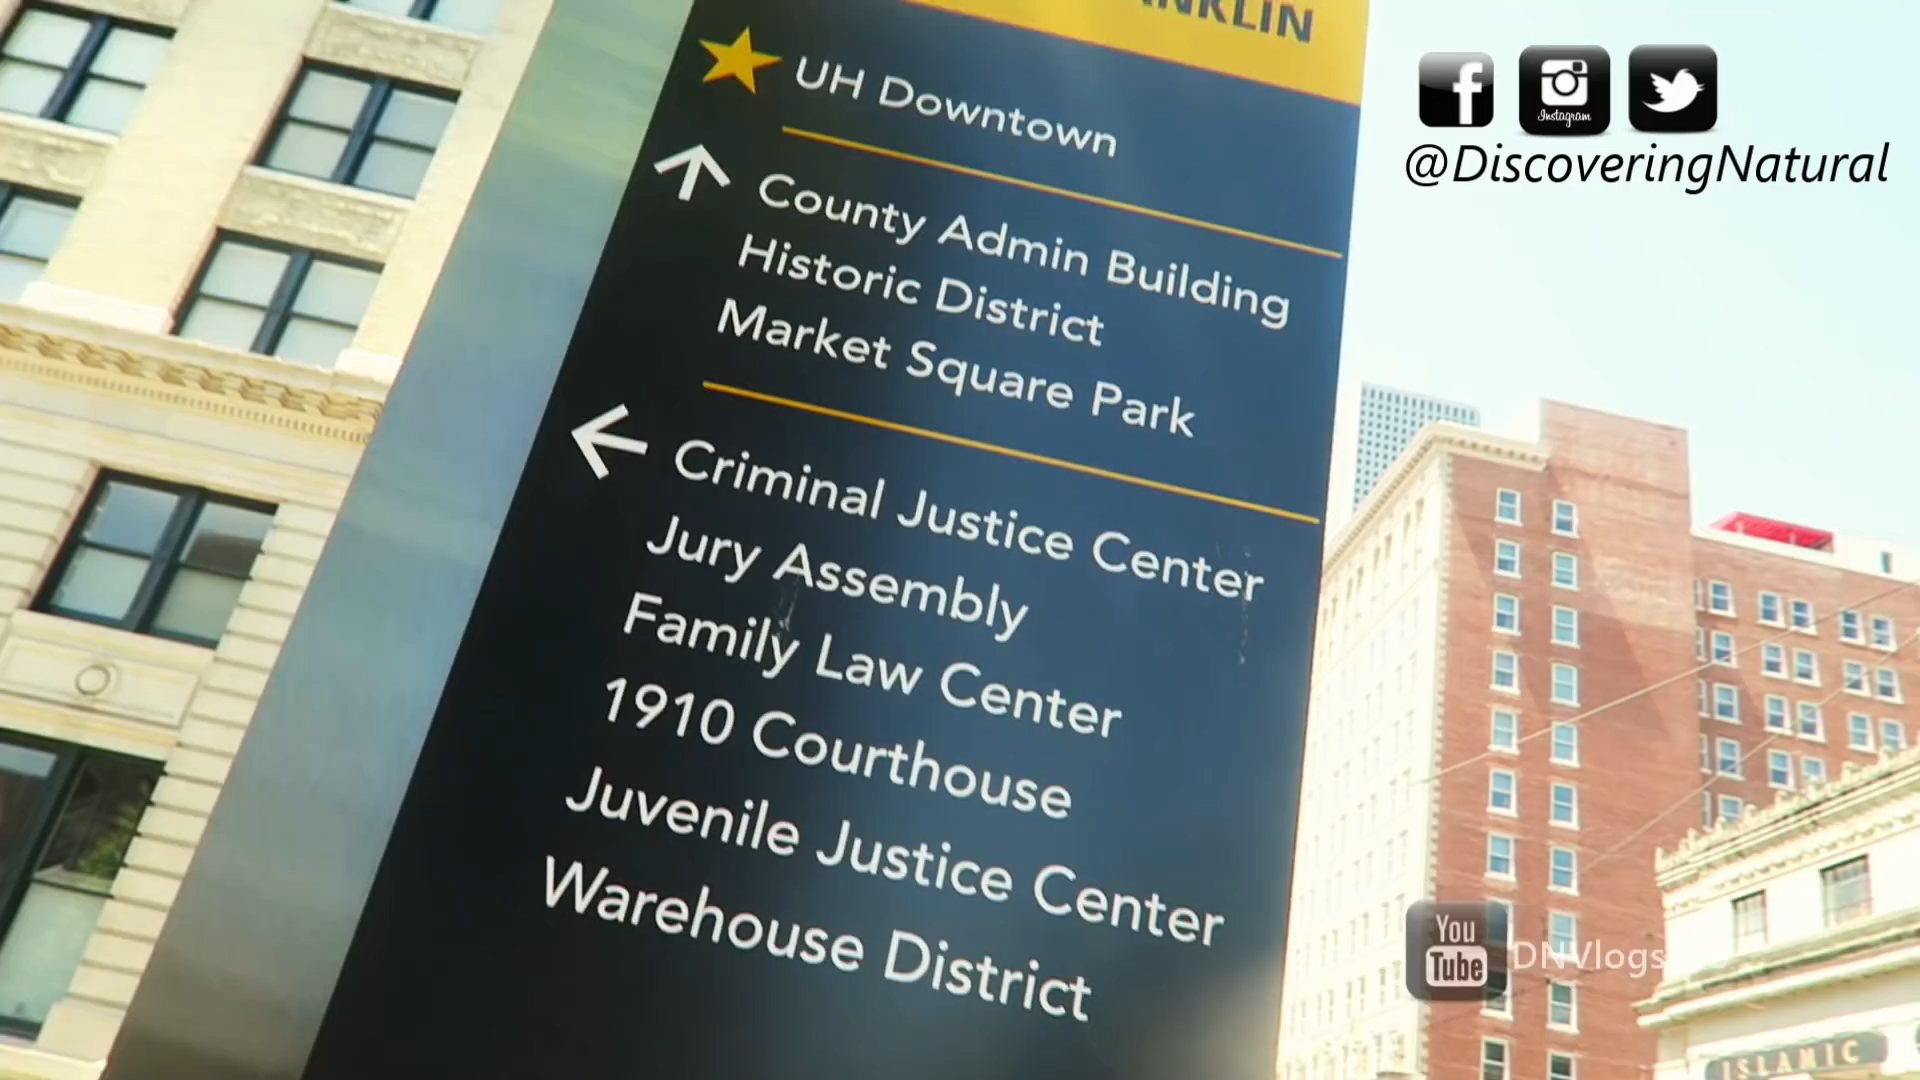 NKLIN
UH Downtown
County Admin Building
Historic District
Market Square Park
Criminal Justice Center
Jury Assembly
Family Law Center
1910 Courthouse
Juvenile Justice Center
Warehouse District
Instagram
@DiscoveringNatural
You
Tube
DNVlogs
ISLAMIC